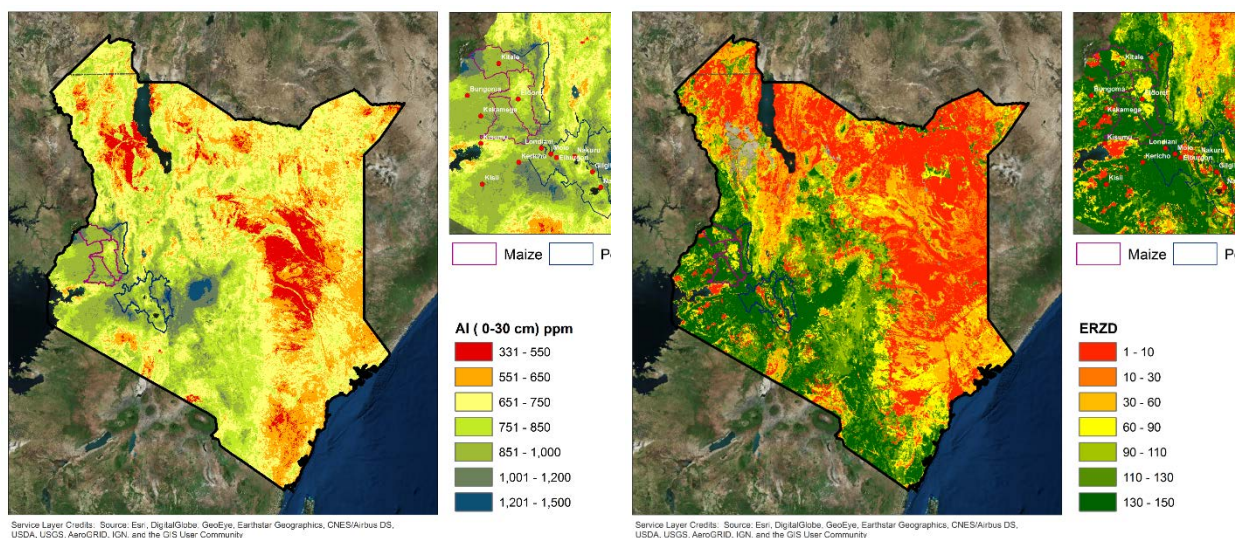 Kitale
Bungoma
Eldoret
Kakamega
Kisumu
Londiani
Molo
Nakuru
Kericho
Elburgon
Gilgil
Kisii
Maize
Al ( 0-30 cm) ppm
331 - 550
551 - 650
651 - 750
751 - 850
851 - 1,000
1,001 - 1,200
1,201 - 1,500
Service Layer Credits: Source: Esri, DigitalGlobe, GeoEye, Earthstar Geographics, CNES/Airbus DS,
USDA, USGS, AeroGRID, IGN, and the GIS User Community
Kitale
Bungoma
Eldoret
Kakamega
Kisumu
Londiani
Molo
Nakuru
Kericho
Elburgon
Gilgil
Kisii
Maize
ERZD
1 - 10
10 - 30
30 - 60
60 - 90
90 - 110
110 - 130
130 - 150
Service Layer Credits: Source: Esri, DigitalGlobe, GeoEye, Earthstar Geographics, CNES/Airbus DS,
USDA, USGS, AeroGRID, IGN, and the GIS User Community